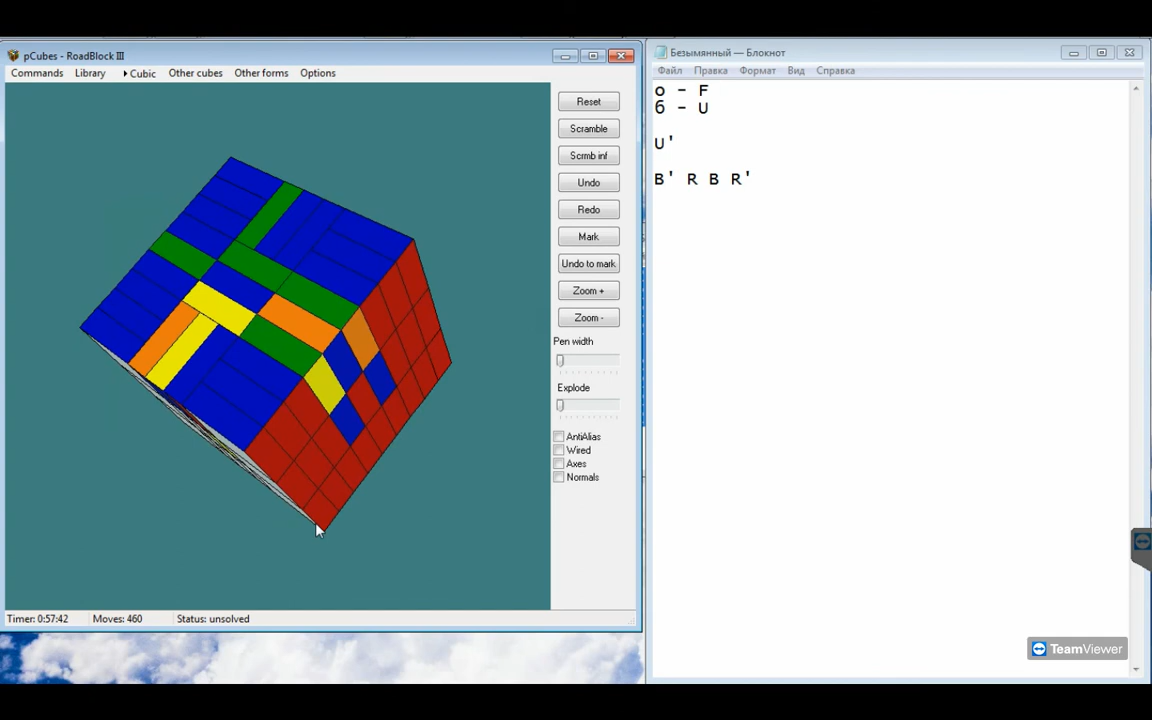 pCubes - RoadBlock III
Commands Library Cubic Other cubes Other forms Options
Reset
Scramble
Scrmb inf
Undo
Redo
Mark
Undo to mark
Zoom +
Zoom -
Pen width
Explode
AntiAlias
Wired
Axes
Normals
Timer: 0:57:42 Moves: 460 Status: unsolved
Безымянный — Блокнот
Файл Правка Формат Вид Справка
о - F
б - U
U'
B' R B R'
TeamViewer